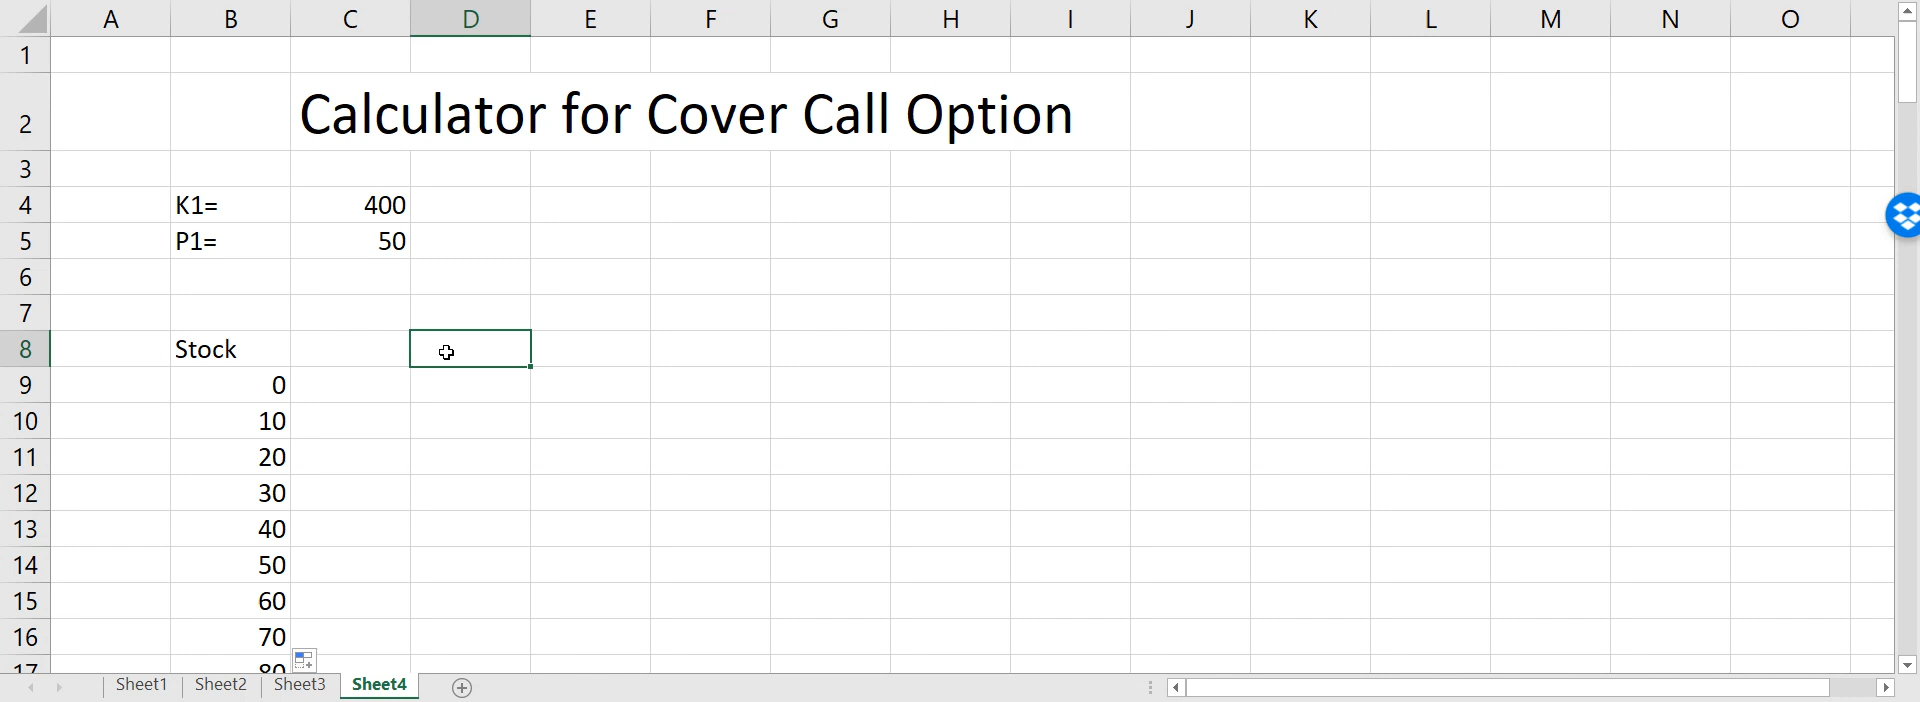 A B C D E F G H I J K L M N O
1
2 Calculator for Cover Call Option
3
4 K1= 400
5 P1= 50
6
7
8 Stock
9 0
10 10
11 20
12 30
13 40
14 50
15 60
16 70
17 80
Sheet1 Sheet2 Sheet3 Sheet4